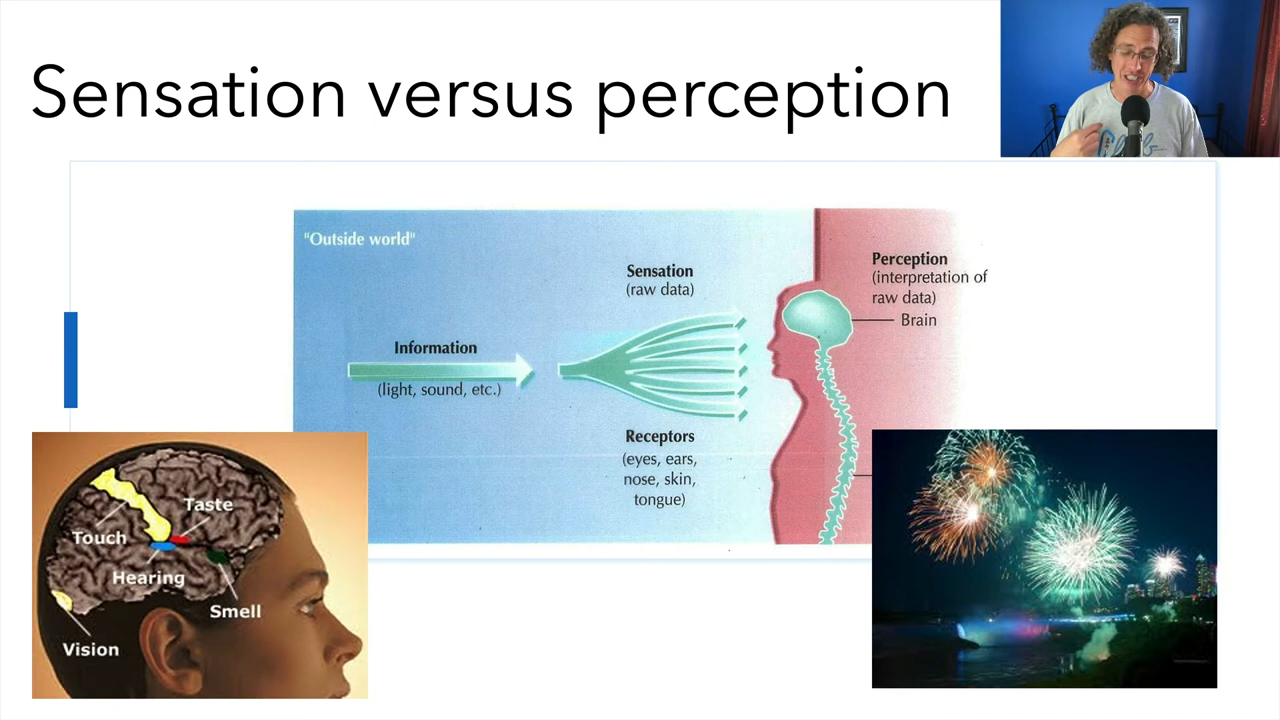 Sensation versus perception
"Outside world"
Information
(light, sound, etc.)
Sensation
(raw data)
Receptors
(eyes, ears,
nose, skin,
tongue)
Perception
(interpretation of
raw data)
Brain
Taste
Touch
Hearing
Smell
Vision